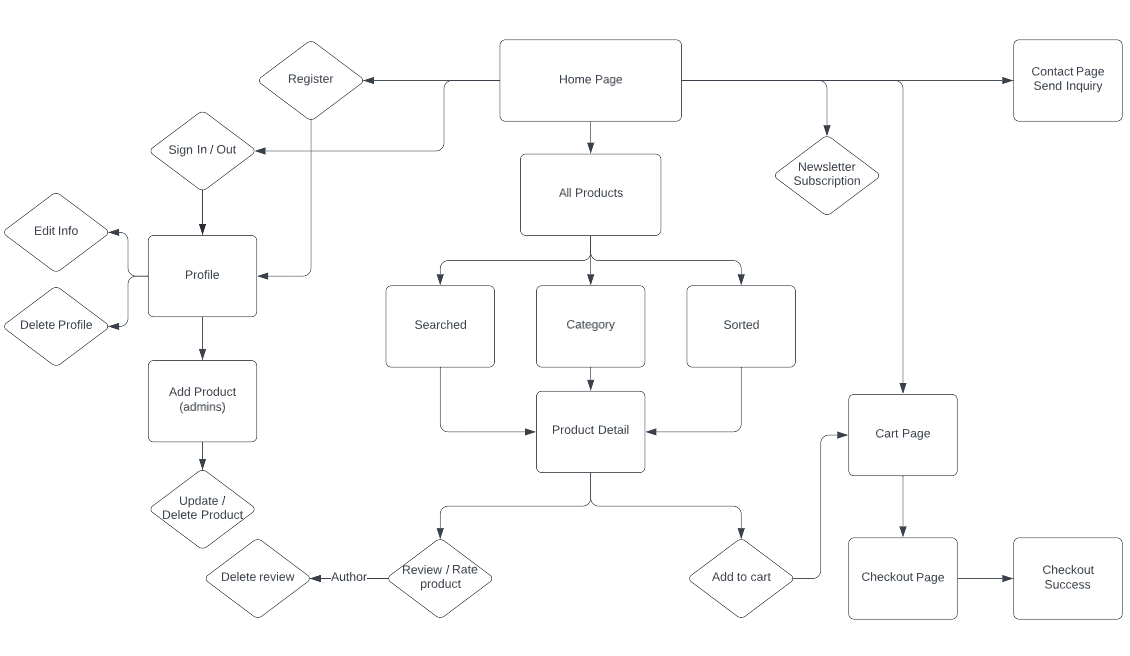 Register
Home Page
Contact Page
Send Inquiry
Sign In / Out
Newsletter
Subscription
All Products
Edit Info
Profile
Delete Profile
Searched
Category
Sorted
Add Product
(admins)
Product Detail
Cart Page
Update /
Delete Product
Delete review
Author
Review / Rate
product
Add to cart
Checkout Page
Checkout
Success